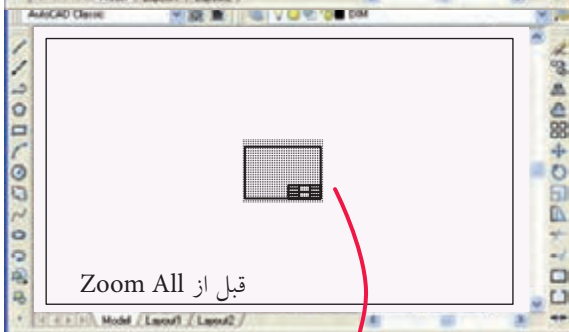 AutoCAD Classic
DIM
قبل از Zoom All
Model / Layout1 / Layout2 /